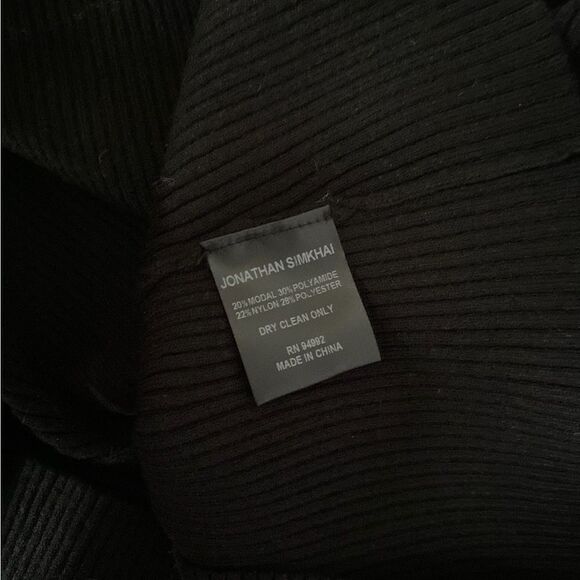 JONATHAN SIMKHAI
20% MODAL 30% POLYAMIDE
22% NYLON 28% POLYESTER
DRY CLEAN ONLY
RN 94992
MADE IN CHINA